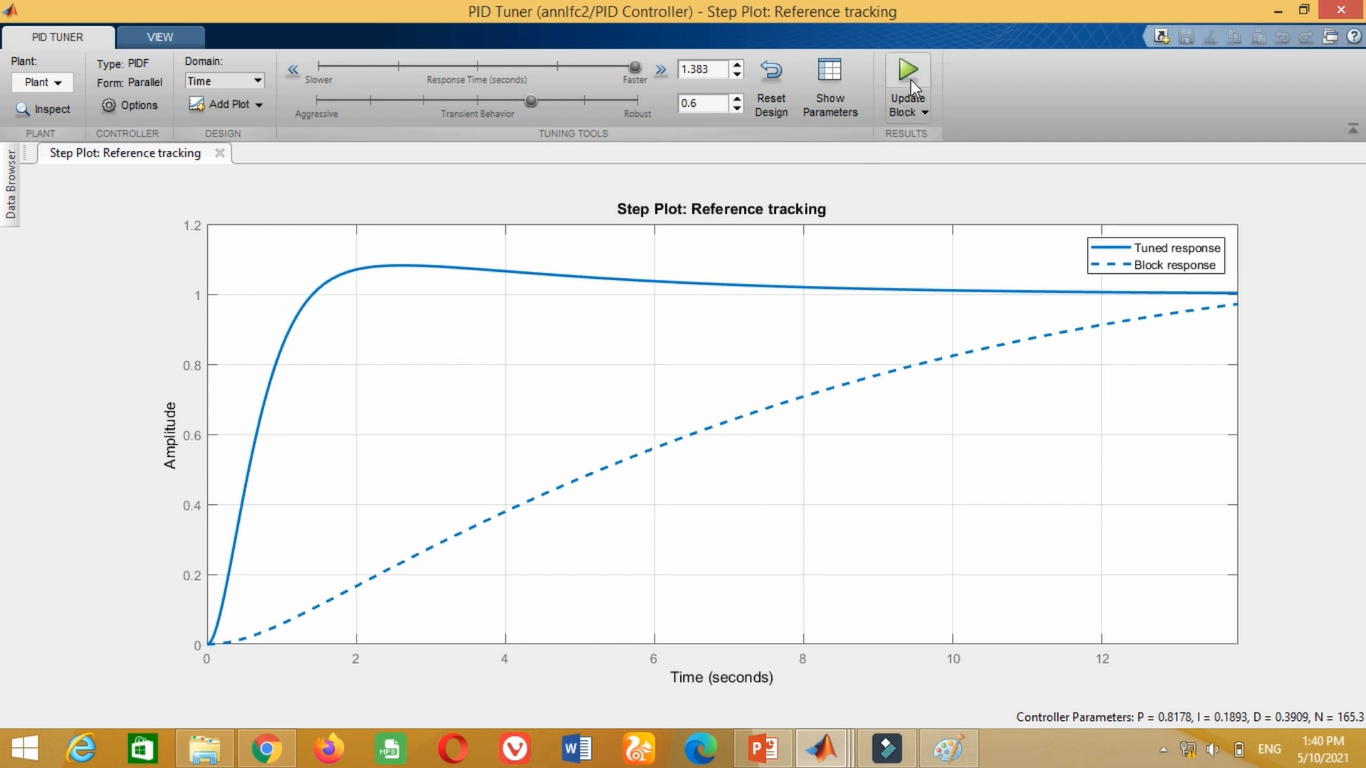 PID Tuner (annlfc2/PID Controller) - Step Plot: Reference tracking
PID TUNER
VIEW
Plant:
Plant
Inspect
PLANT
Type: PIDF
Form: Parallel
Options
CONTROLLER
Domain:
Time
Add Plot
DESIGN
Slower
Response Time (seconds)
Faster
1.383
Aggressive
Transient Behavior
Robust
0.6
Reset
Design
Show
Parameters
TUNING TOOLS
Update
Block
RESULTS
Data Browser
Step Plot: Reference tracking
Step Plot: Reference tracking
Tuned response
Block response
Amplitude
1.2
1
0.8
0.6
0.4
0.2
0
0
2
4
6
8
10
12
Time (seconds)
Controller Parameters: P = 0.8178, I = 0.1893, D = 0.3909, N = 165.3
ENG
1:40 PM
5/10/2021